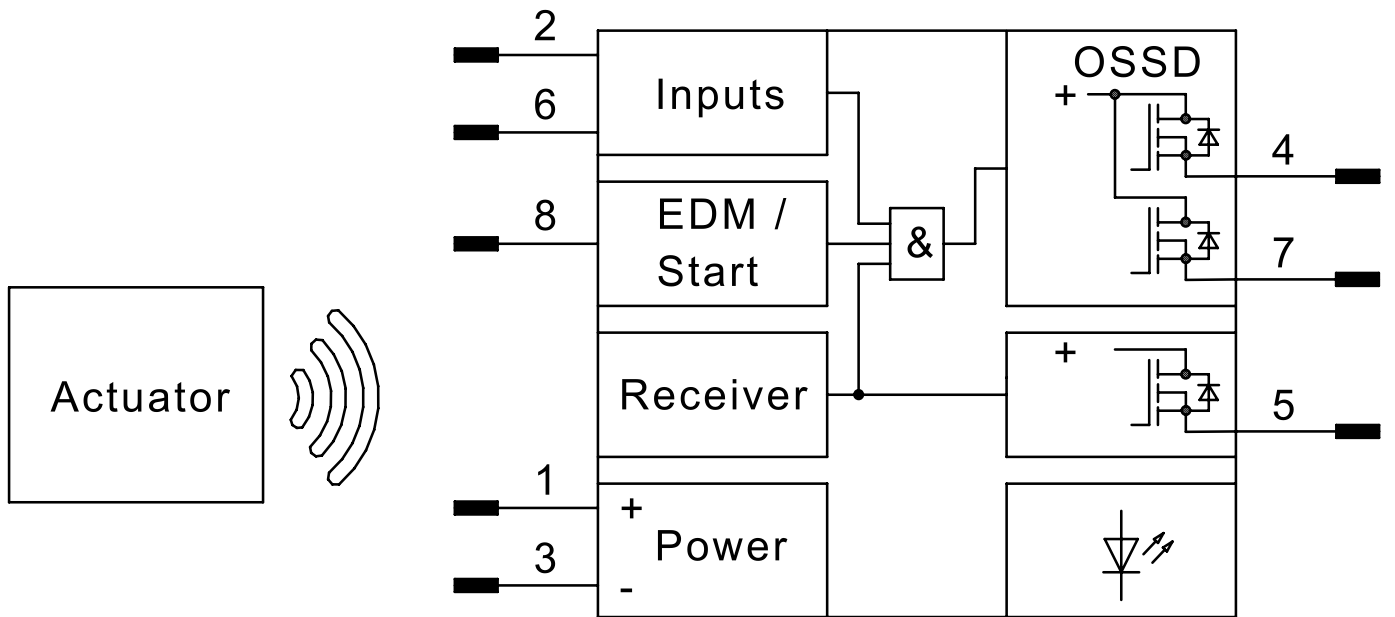 2
Inputs
6
8
EDM /
Start
&
OSSD
+
4
7
Actuator
Receiver
+
5
1
+
Power
3
-